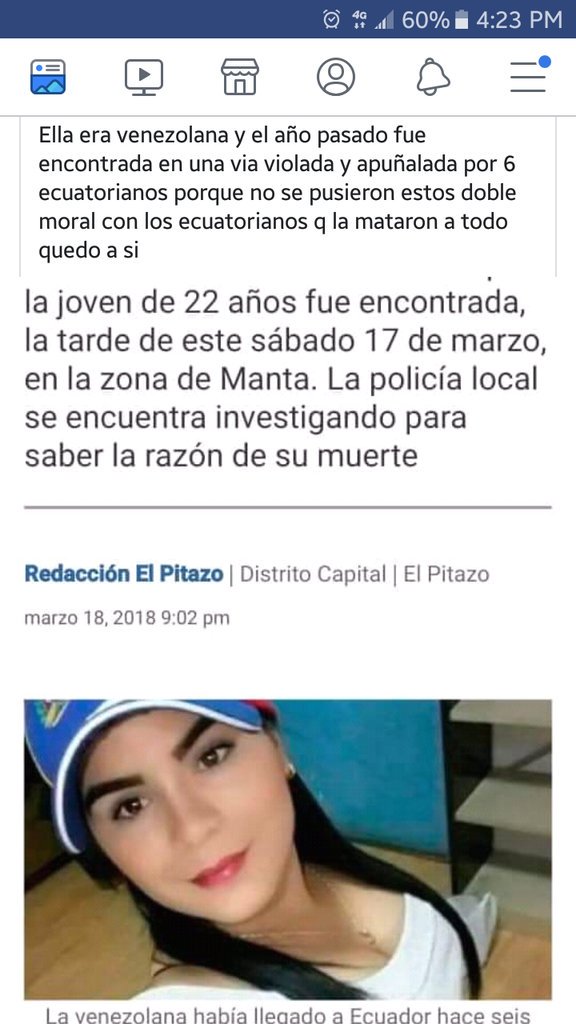 4G 60% 4:23 PM
Ella era venezolana y el año pasado fue
encontrada en una via violada y apuñalada por 6
ecuatorianos porque no se pusieron estos doble
moral con los ecuatorianos q la mataron a todo
quedo a si
la joven de 22 años fue encontrada,
la tarde de este sábado 17 de marzo,
en la zona de Manta. La policía local
se encuentra investigando para
saber la razón de su muerte
Redacción El Pitazo | Distrito Capital | El Pitazo
marzo 18, 2018 9:02 pm
La venezolana había llegado a Ecuador hace seis